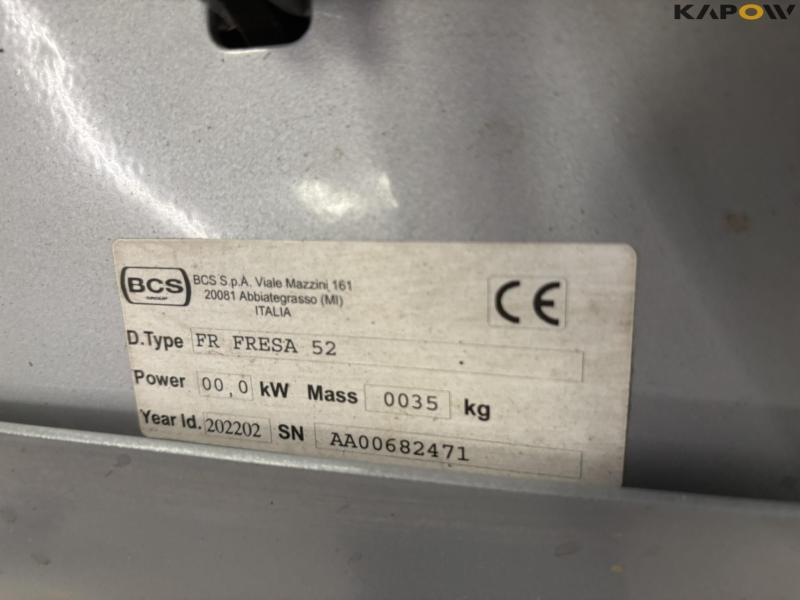 KAPOW
BCS
GROUP
BCS S.p.A. Viale Mazzini, 161
20081 Abbiategrasso (MI)
ITALIA
CE
D.Type FR FRESA 52
Power 00,0 kW Mass 0035 kg
Year Id. 202202 SN AA00682471